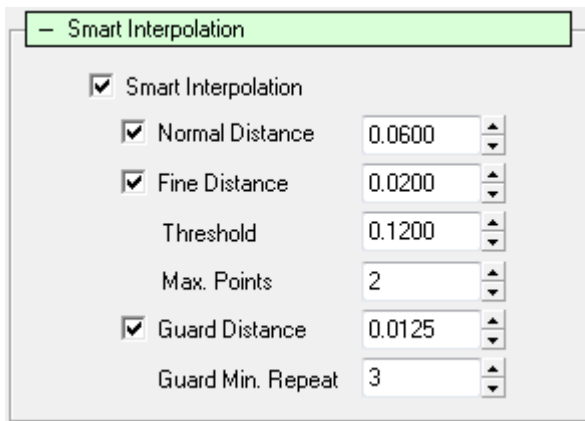 – Smart Interpolation
Smart Interpolation
Normal Distance 0.0600
Fine Distance 0.0200
Threshold 0.1200
Max. Points 2
Guard Distance 0.0125
Guard Min. Repeat 3